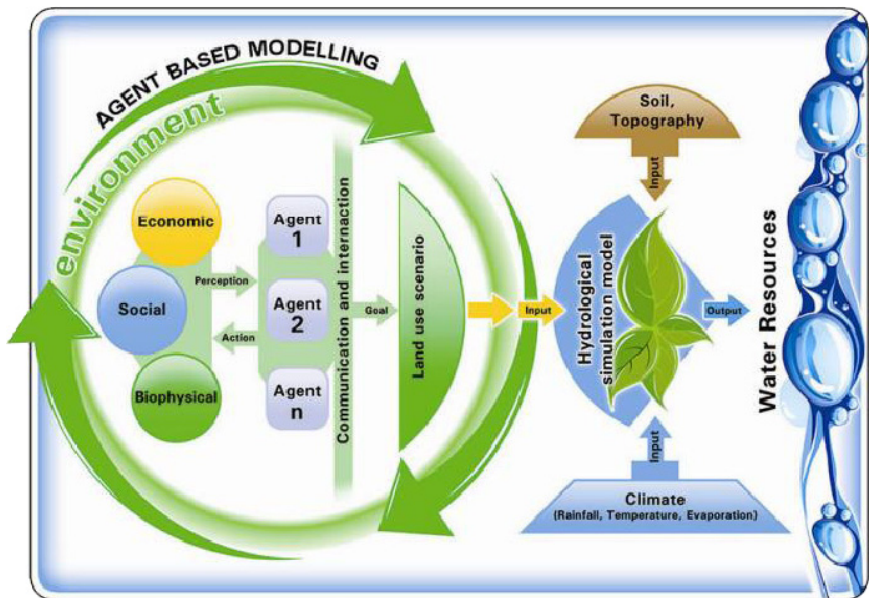 AGENT BASED MODELLING
environment
Economic
Social
Biophysical
Perception
Action
Agent
1
Agent
2
Agent
n
Communication and internaction
Goal
Land use scenario
Input
Soil,
Topography
Input
Hydrological
simulation model
Output
Input
Climate
(Rainfall, Temperature, Evaporation)
Water Resources